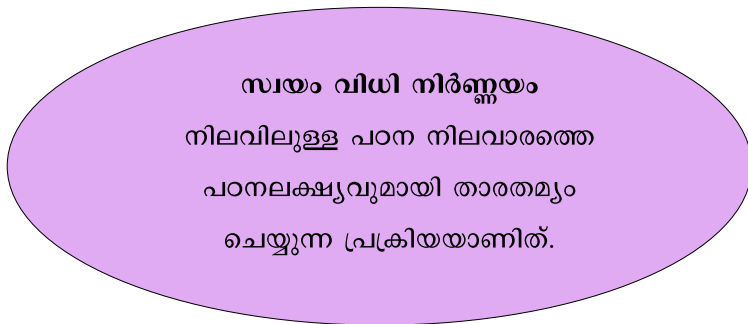 സ്വയം വിധി നിർണ്ണയം
നിലവിലുള്ള പഠന നിലവാരത്തെ
പഠനലക്ഷ്യവുമായി താരതമ്യം
ചെയ്യുന്ന പ്രക്രിയയാണിത്.